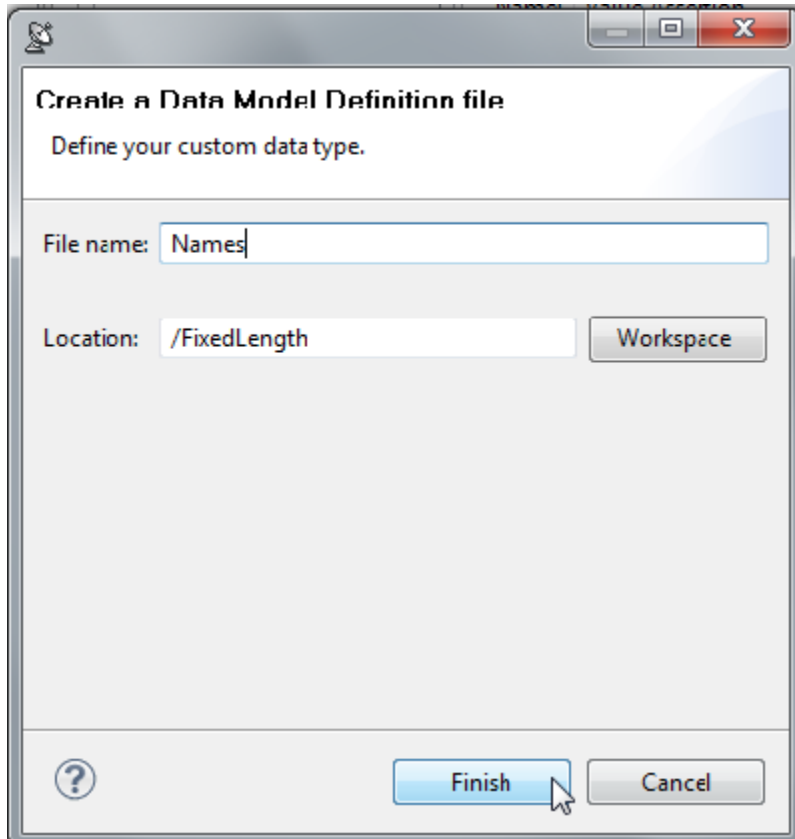 Create a Data Model Definition file
Define your custom data type.
File name: Names
Location: /FixedLength Workspace
? Finish Cancel